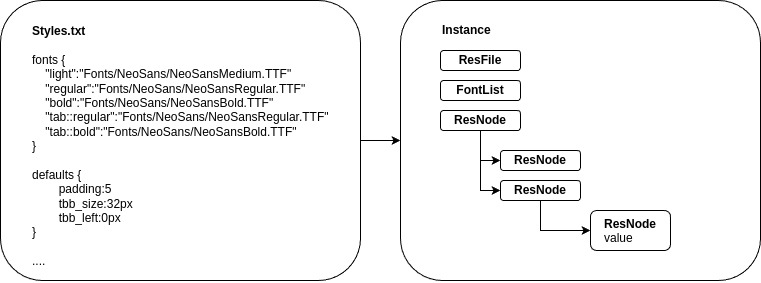 Styles.txt
fonts {
"light":"Fonts/NeoSans/NeoSansMedium.TTF"
"regular":"Fonts/NeoSans/NeoSansRegular.TTF
"bold":"Fonts/NeoSans/NeoSansBold.TTF"
"tab::regular":"Fonts/NeoSans/NeoSansRegular.TTF"
"tab::bold":"Fonts/NeoSans/NeoSansBold.TTF"
}
defaults {
padding:5
tbb_size:32px
tbb_left:0px
}
....
Instance
ResFile
FontList
ResNode
ResNode
ResNode
ResNode
value